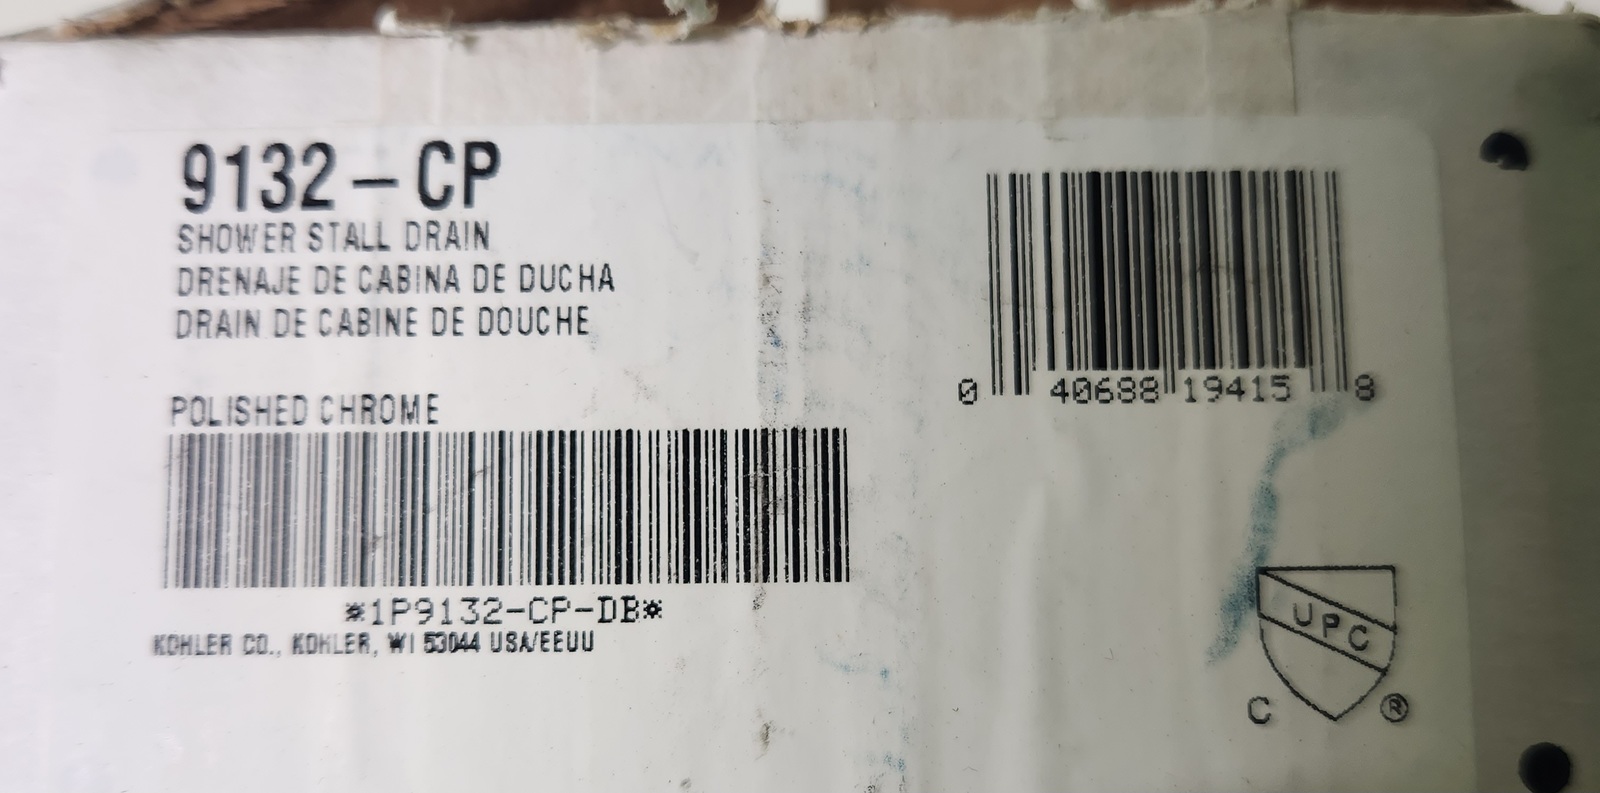 9132-CP
SHOWER STALL DRAIN
DRENAJE DE CABINA DE DUCHA
DRAIN DE CABINE DE DOUCHE
POLISHED CHROME
*1P9132-CP-DB*
KOHLER CO., KOHLER, WI 53044 USA/EEUU
0 40688 19415 8
UPC
C ®